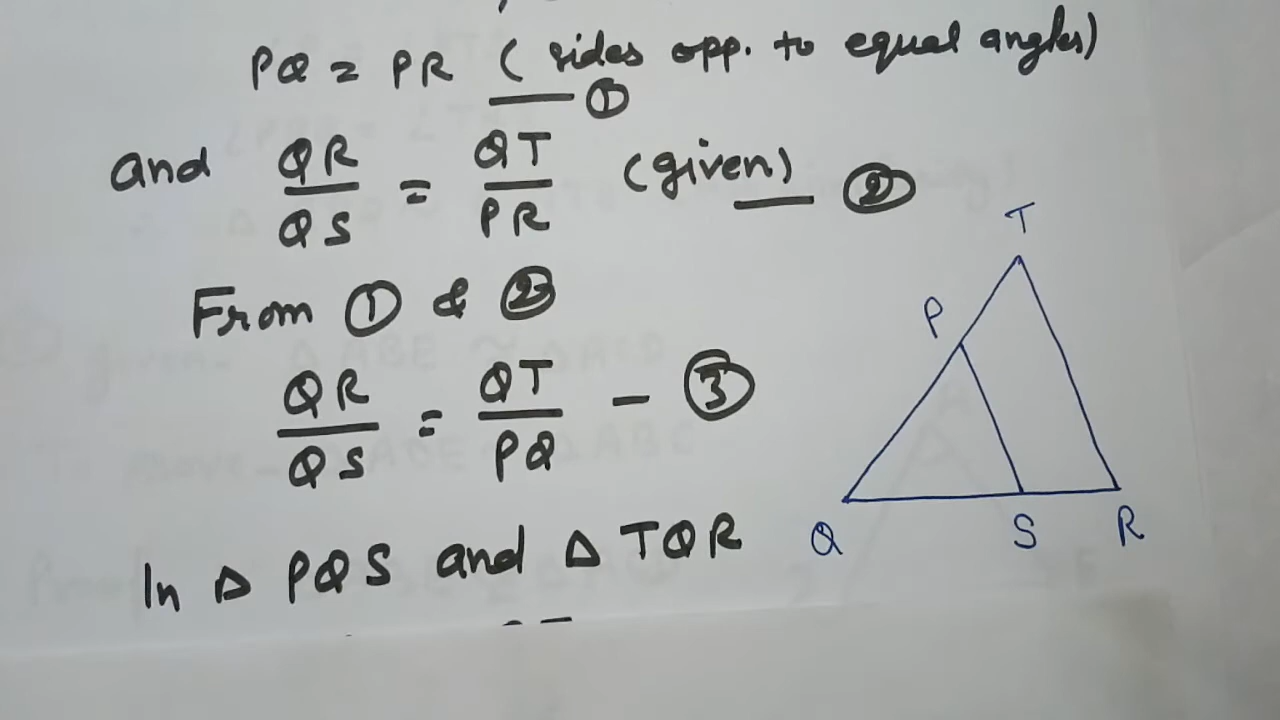 PQ = PR (sides opp. to equal angles)
— ①
and QR/QS = QT/PR (given) — ②
From ① & ②
QR/QS = QT/PQ - ③
In Δ PQS and Δ TQR
T
P
Q S R